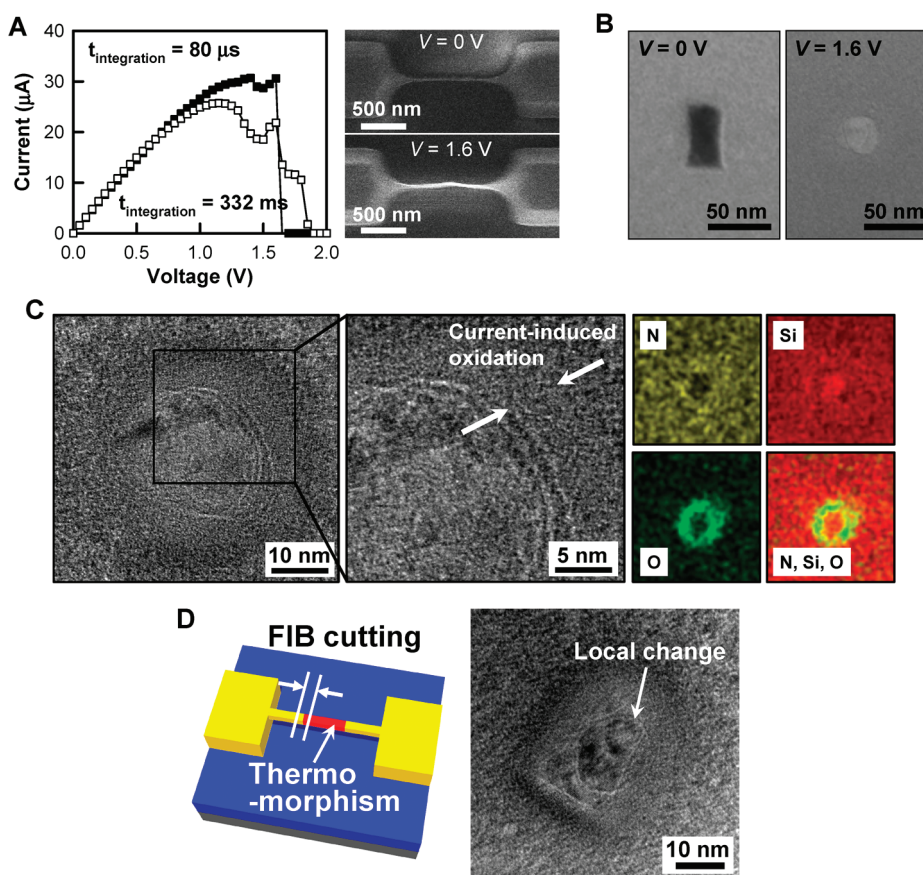 A
40
30
20
10
0
Current (μA)
t_integration = 80 μs
t_integration = 332 ms
0.0 0.5 1.0 1.5 2.0
Voltage (V)
V = 0 V
500 nm
V = 1.6 V
500 nm
B
V = 0 V
50 nm
V = 1.6 V
50 nm
C
10 nm
Current-induced
oxidation
5 nm
N
Si
O
N, Si, O
D
FIB cutting
Thermo
-morphism
Local change
10 nm